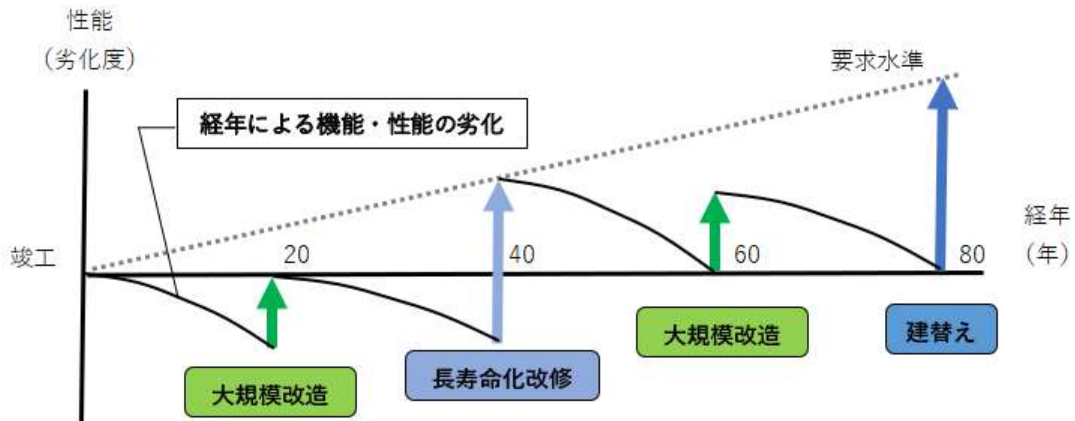 性能
（劣化度）
要求水準
経年による機能・性能の劣化
竣工
20
40
60
80
経年
（年）
大規模改造
長寿命化改修
大規模改造
建替え